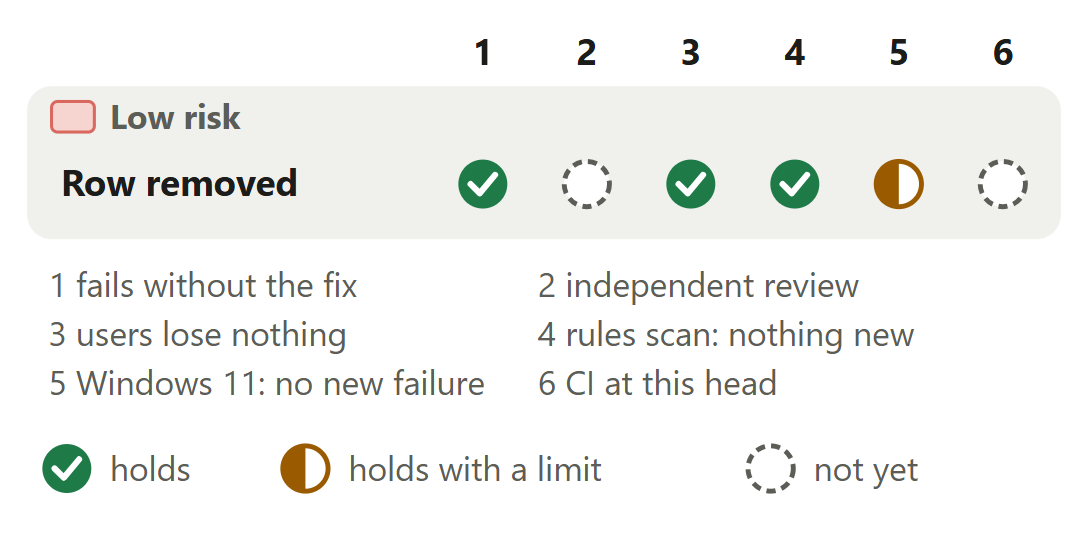 1 2 3 4 5 6
Low risk
Row removed
1 fails without the fix 2 independent review
3 users lose nothing 4 rules scan: nothing new
5 Windows 11: no new failure 6 CI at this head
holds holds with a limit not yet